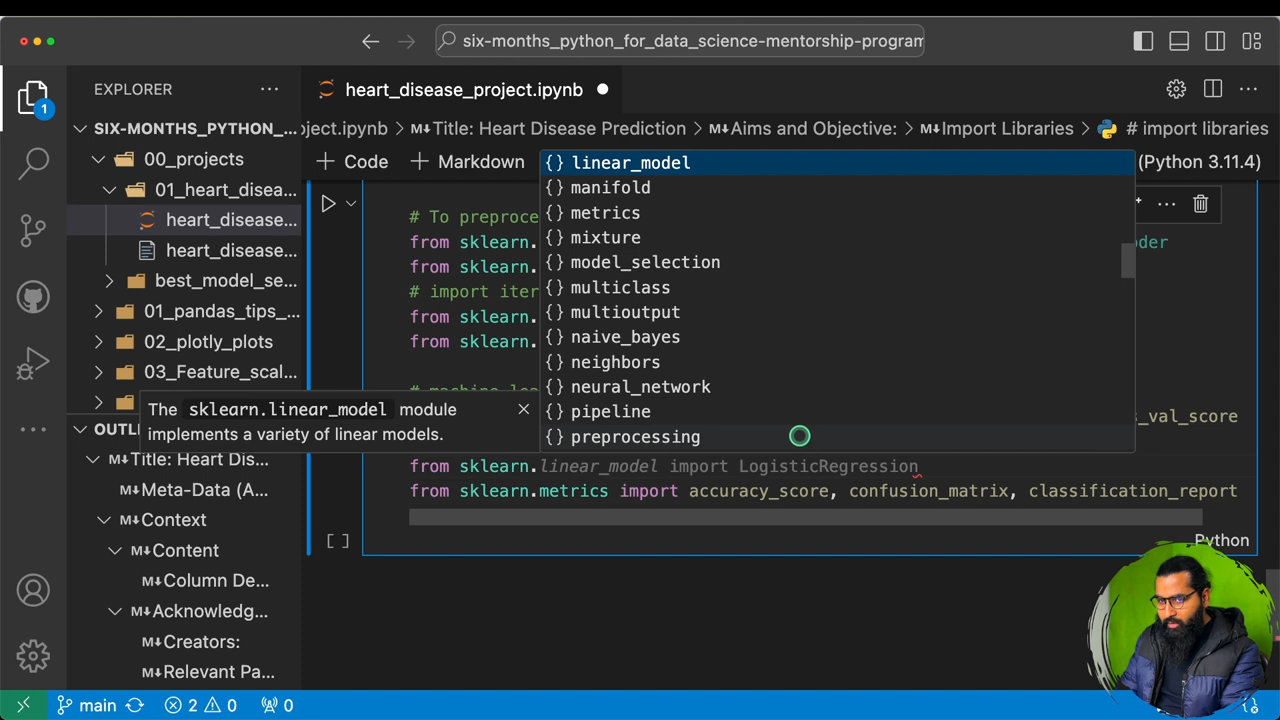 six-months_python_for_data_science-mentorship-program
EXPLORER
heart_disease_project.ipynb
SIX-MONTHS_PYTHON_...
oject.ipynb > M↓Title: Heart Disease Prediction > M↓Aims and Objective: > M↓Import Libraries > # import libraries
00_projects
+ Code + Markdown
(Python 3.11.4)
linear_model
manifold
metrics
mixture
model_selection
multiclass
multioutput
naive_bayes
neighbors
neural_network
pipeline
preprocessing
01_heart_disea...
heart_disease...
heart_disease...
best_model_se...
01_pandas_tips_...
02_plotly_plots
03_Feature_scal...
1
# To preproce
from sklearn.
from sklearn.
# import iter
from sklearn.
from sklearn.
The sklearn.linear_model module
implements a variety of linear models.
s_val_score
from sklearn.linear_model import LogisticRegression
from sklearn.metrics import accuracy_score, confusion_matrix, classification_report
[ ]
Python
OUTLI
M↓Title: Heart Dis...
M↓Meta-Data (A...
M↓Context
M↓Content
M↓Column De...
M↓Acknowledg...
M↓Creators:
M↓Relevant Pa...
main 2 0 0